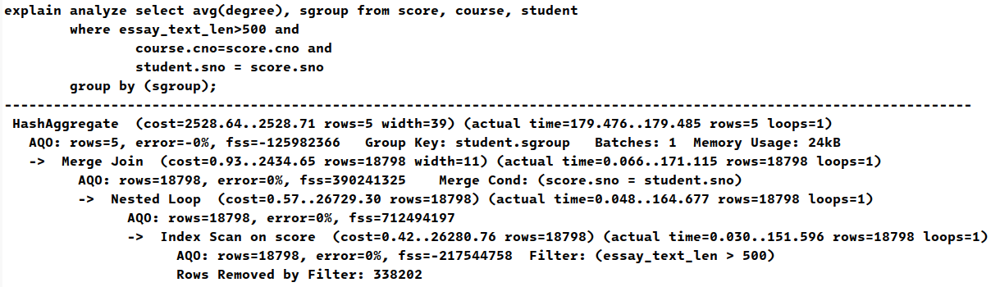 explain analyze select avg(degree), sgroup from score, course, student
where essay_text_len>500 and
course.cno=score.cno and
student.sno = score.sno
group by (sgroup);
----------------------------------------------------------------------------------------------------------------------
HashAggregate (cost=2528.64..2528.71 rows=5 width=39) (actual time=179.476..179.485 rows=5 loops=1)
AQO: rows=5, error=-0%, fss=-125982366 Group Key: student.sgroup Batches: 1 Memory Usage: 24kB
-> Merge Join (cost=0.93..2434.65 rows=18798 width=11) (actual time=0.066..171.115 rows=18798 loops=1)
AQO: rows=18798, error=0%, fss=390241325 Merge Cond: (score.sno = student.sno)
-> Nested Loop (cost=0.57..26729.30 rows=18798) (actual time=0.048..164.677 rows=18798 loops=1)
AQO: rows=18798, error=0%, fss=712494197
-> Index Scan on score (cost=0.42..26280.76 rows=18798) (actual time=0.030..151.596 rows=18798 loops=1)
AQO: rows=18798, error=0%, fss=-217544758 Filter: (essay_text_len > 500)
Rows Removed by Filter: 338202